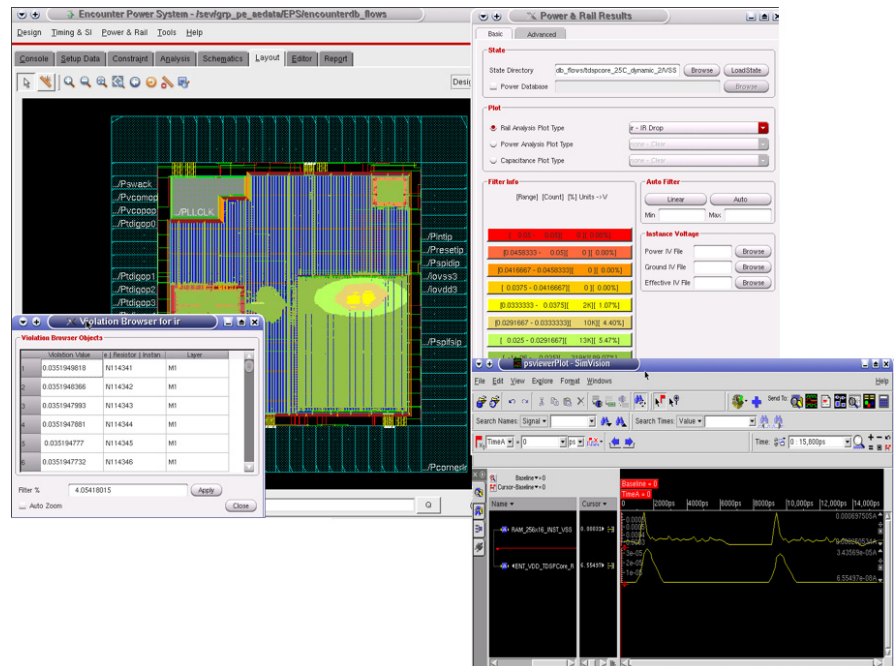 Encounter Power System - /sev/grp_pe_aedata/EPS/encounterdb_flows
Design Timing & SI Power & Rail Tools Help
Console Setup Data Constraint Analysis Schematics Layout Editor Report
Desig
../Pswack
../Pvcomop
../Pvcopop
../Ptdigop0
../PLLCLK
../Ptdigop1
../Ptdigop2
../Ptdigop3
../Pintip
../Presetip
../Pspidip
../iovss3
../iovdd3
../Psplfsip
../Pcornerlr
Q
Violation Browser for ir
Violation Browser Objects
Violation Value e | Resistor | Instan Layer
1 0.0351949818 N114341 M1
2 0.0351948366 N114342 M1
3 0.0351947993 N114343 M1
4 0.0351947881 N114344 M1
5 0.035194777 N114345 M1
6 0.0351947732 N114346 M1
Filter % 4.05418015 Apply
Auto Zoom Close
Power & Rail Results
Basic Advanced
State
State Directory db_flows/tdspcore_25C_dynamic_2/VSS Browse LoadState
Power Database Browse
Plot
Rail Analysis Plot Type ir - IR Drop
Power Analysis Plot Type none - Clear
Capacitance Plot Type none - Clear
Filter Info
[Range] [Count] [%] Units ->V
[0.0458333 - 0.05][ 0 ][ 0.00%]
[0.0416667 - 0.0458333][ 0 ][ 0.00%]
[ 0.0375 - 0.0416667][ 0 ][ 0.00%]
[0.0333333 - 0.0375][ 2K][ 1.07%]
[0.0291667 - 0.0333333][ 10K][ 4.40%]
[ 0.025 - 0.0291667][ 13K][ 5.47%]
Auto Filter
Linear Auto
Min Max
Instance Voltage
Power IV File Browse
Ground IV File Browse
Effective IV File Browse
psviewerPlot - SimVision
File Edit View Explore Format Windows Help
Send To:
Search Names: Signal Search Times: Value
TimeA = 0 ps Time: 0 : 15,800ps
Baseline = 0
Cursor-Baseline = 0
Name Cursor
Baseline = 0
TimeA = 0
0 2000ps 4000ps 6000ps 8000ps 10,000ps 12,000ps 14,000ps
RAM_256x16_INST_VSS
0.000697505A
3.43569e-05A
6.55497e-08A